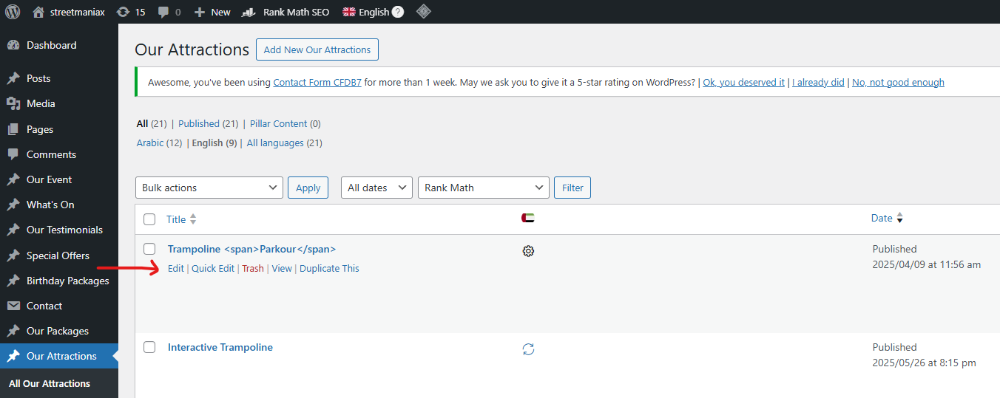 streetmaniax 15 0 New Rank Math SEO English ?
Dashboard
Posts
Media
Pages
Comments
Our Event
What's On
Our Testimonials
Special Offers
Birthday Packages
Contact
Our Packages
Our Attractions
All Our Attractions
Our Attractions Add New Our Attractions
Awesome, you've been using Contact Form CFDB7 for more than 1 week. May we ask you to give it a 5-star rating on WordPress? | Ok, you deserved it | I already did | No, not good enough
All (21) | Published (21) | Pillar Content (0)
Arabic (12) | English (9) | All languages (21)
Bulk actions Apply All dates Rank Math Filter
Title Date
Trampoline <span>Parkour</span> Published
Edit | Quick Edit | Trash | View | Duplicate This 2025/04/09 at 11:56 am
Interactive Trampoline Published
2025/05/26 at 8:15 pm